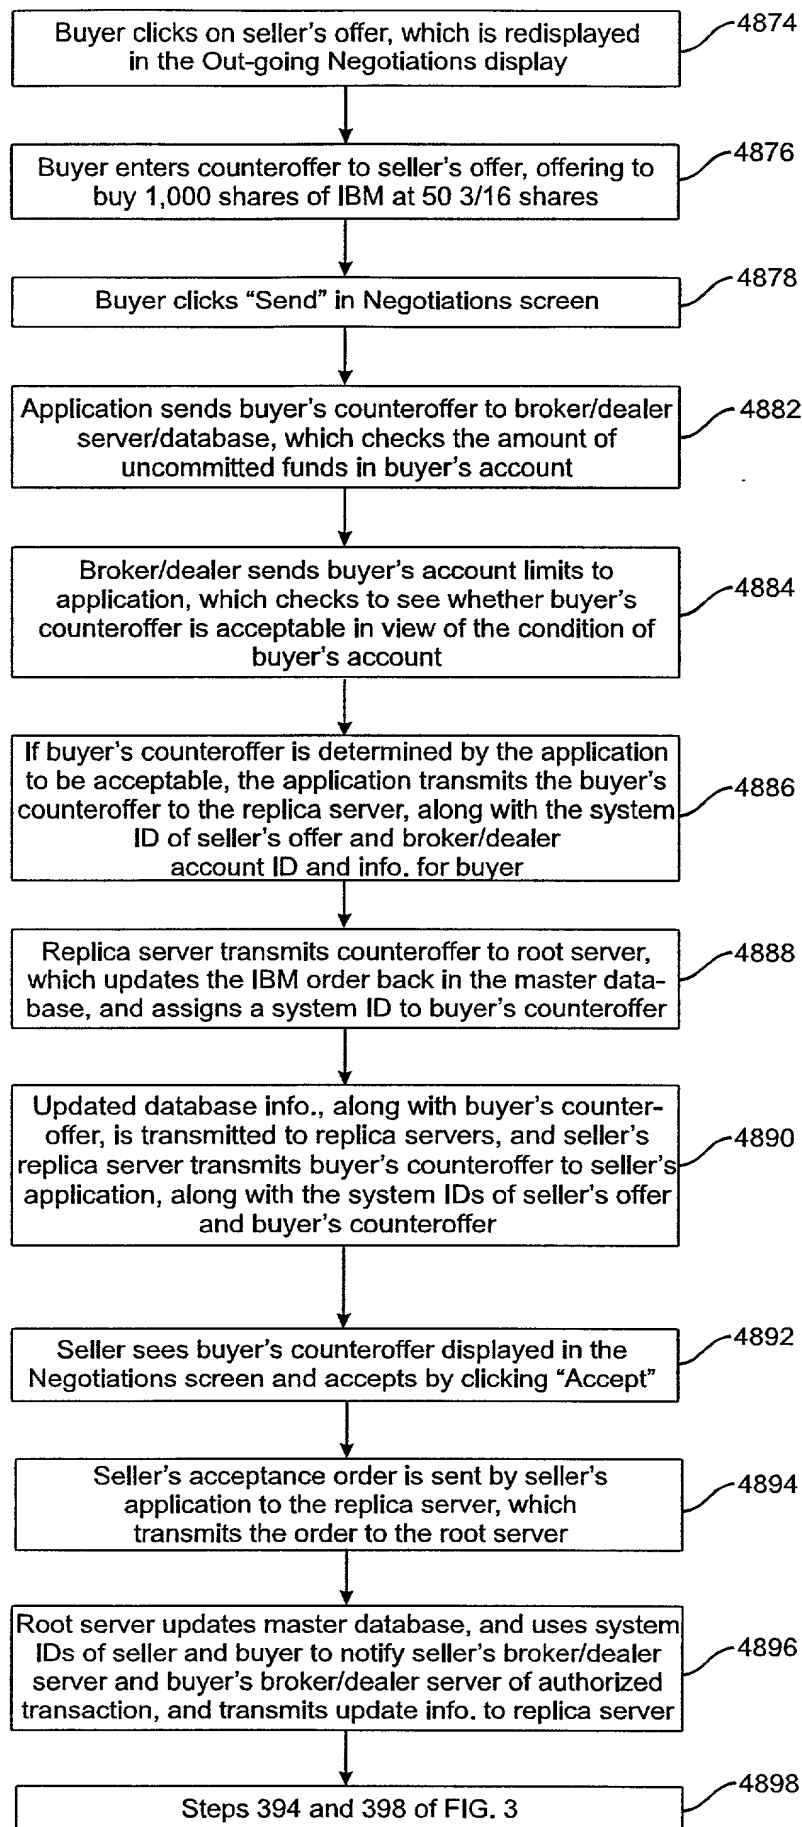 Buyer clicks on seller's offer, which is redisplayed
in the Out-going Negotiations display
4874
Buyer enters counteroffer to seller's offer, offering to
buy 1,000 shares of IBM at 50 3/16 shares
4876
Buyer clicks “Send” in Negotiations screen
4878
Application sends buyer's counteroffer to broker/dealer
server/database, which checks the amount of
uncommitted funds in buyer's account
4882
Broker/dealer sends buyer's account limits to
application, which checks to see whether buyer's
counteroffer is acceptable in view of the condition of
buyer's account
4884
If buyer's counteroffer is determined by the application
to be acceptable, the application transmits the buyer's
counteroffer to the replica server, along with the system
ID of seller's offer and broker/dealer
account ID and info. for buyer
4886
Replica server transmits counteroffer to root server,
which updates the IBM order back in the master data-
base, and assigns a system ID to buyer's counteroffer
4888
Updated database info., along with buyer's counter-
offer, is transmitted to replica servers, and seller's
replica server transmits buyer's counteroffer to seller's
application, along with the system IDs of seller's offer
and buyer's counteroffer
4890
Seller sees buyer's counteroffer displayed in the
Negotiations screen and accepts by clicking “Accept”
4892
Seller's acceptance order is sent by seller's
application to the replica server, which
transmits the order to the root server
4894
Root server updates master database, and uses system
IDs of seller and buyer to notify seller's broker/dealer
server and buyer's broker/dealer server of authorized
transaction, and transmits update info. to replica server
4896
Steps 394 and 398 of FIG. 3
4898